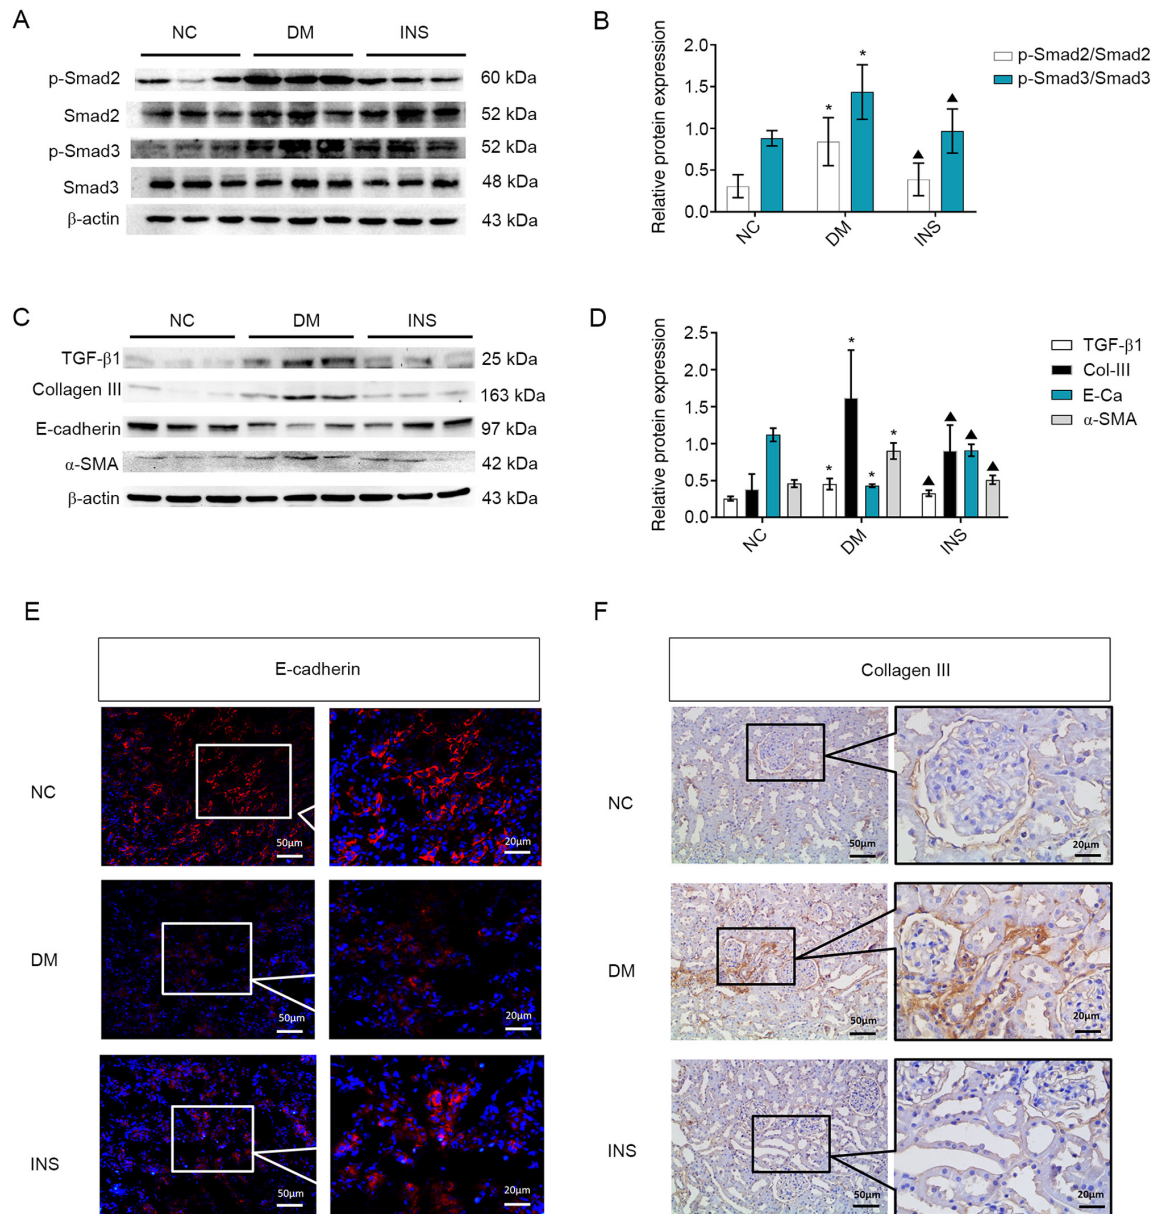 A
NC DM INS
p-Smad2 60 kDa
Smad2 52 kDa
p-Smad3 52 kDa
Smad3 48 kDa
β-actin 43 kDa
B
Relative protein expression
2.0
1.5
1.0
0.5
0.0
* *
▲ ▲
NC DM INS
p-Smad2/Smad2
p-Smad3/Smad3
C
NC DM INS
TGF-β1 25 kDa
Collagen III 163 kDa
E-cadherin 97 kDa
α-SMA 42 kDa
β-actin 43 kDa
D
Relative protein expression
2.5
2.0
1.5
1.0
0.5
0.0
* * * *
▲ ▲ ▲ ▲
NC DM INS
TGF-β1
Col-III
E-Ca
α-SMA
E
E-cadherin
NC
50μm 20μm
DM
50μm 20μm
INS
50μm 20μm
F
Collagen III
NC
50μm 20μm
DM
50μm 20μm
INS
50μm 20μm